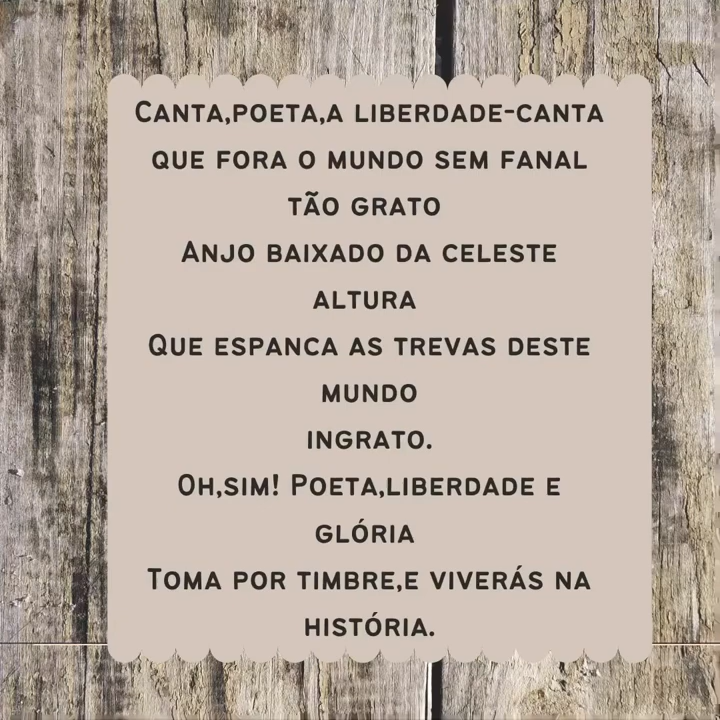 Canta,poeta,a liberdade-canta
que fora o mundo sem fanal
tão grato
Anjo baixado da celeste
altura
Que espanca as trevas deste
mundo
ingrato.
Oh,sim! Poeta,liberdade e
glória
Toma por timbre,e viverás na
história.